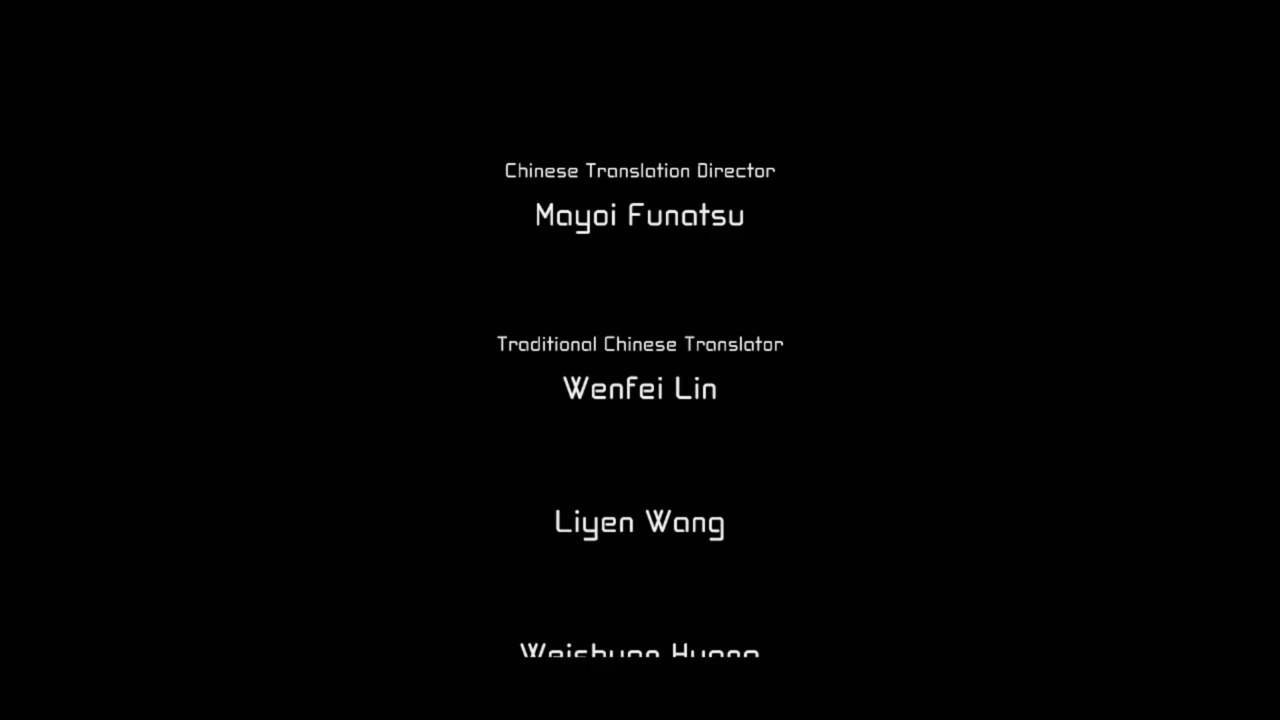 Chinese Translation Director
Mayoi Funatsu
Traditional Chinese Translator
Wenfei Lin
Liyen Wang